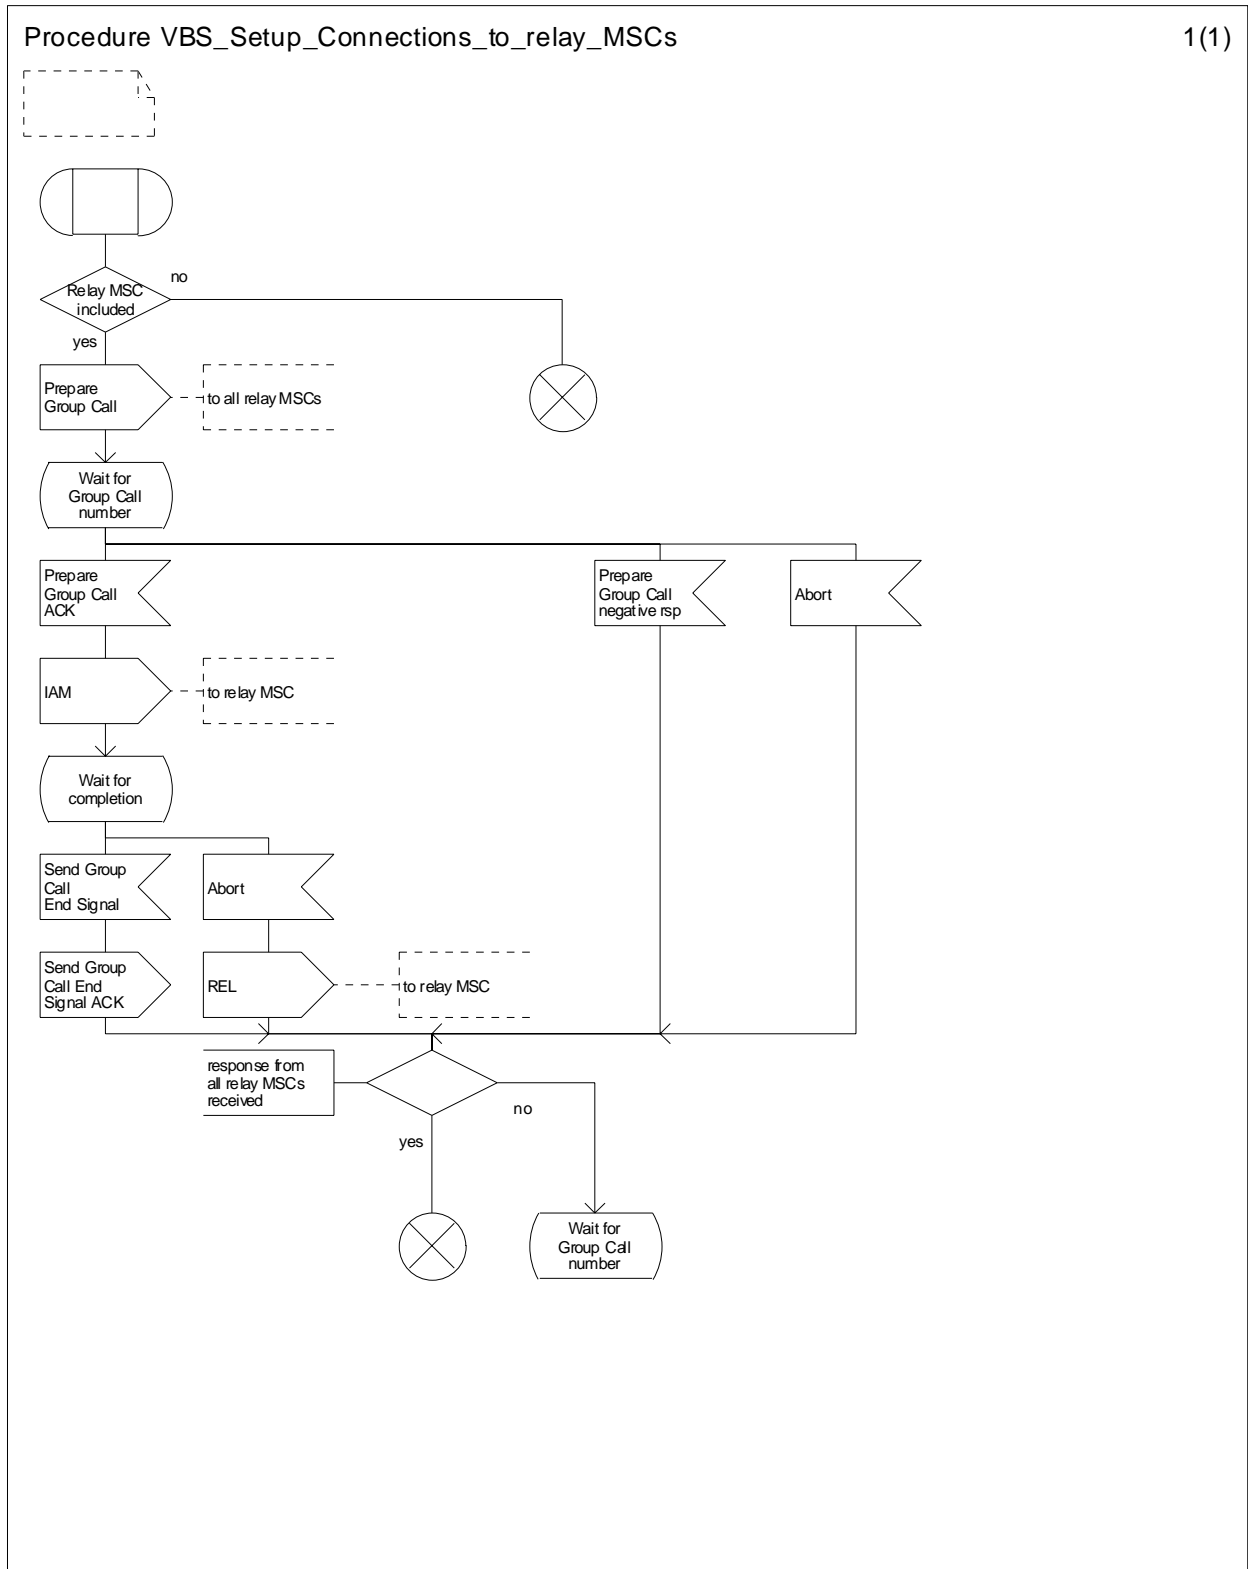 Procedure VBS_Setup_Connections_to_relay_MSCs
1(1)
no
Relay MSC
included
yes
Prepare
Group Call
to all relay MSCs
Wait for
Group Call
number
Prepare
Group Call
ACK
Prepare
Group Call
negative rsp
Abort
IAM
to relay MSC
Wait for
completion
Send Group
Call
End Signal
Abort
Send Group
Call End
Signal ACK
REL
to relay MSC
response from
all relay MSCs
received
no
yes
Wait for
Group Call
number